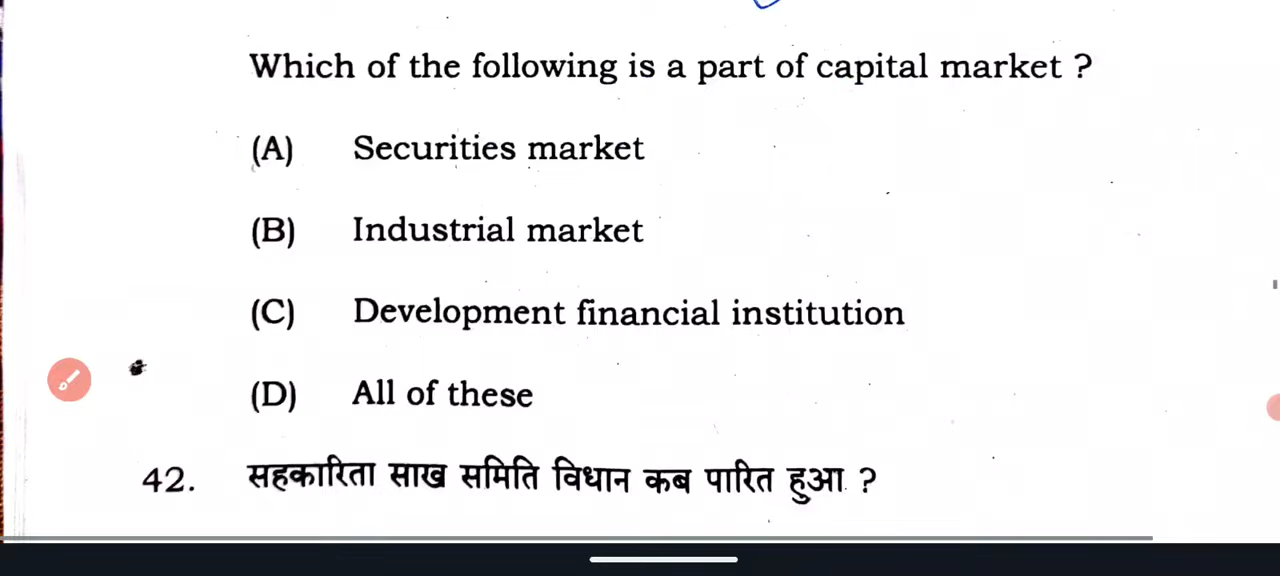 Which of the following is a part of capital market ?
(A) Securities market
(B) Industrial market
(C) Development financial institution
(D) All of these
42. सहकारिता साख समिति विधान कब पारित हुआ ?